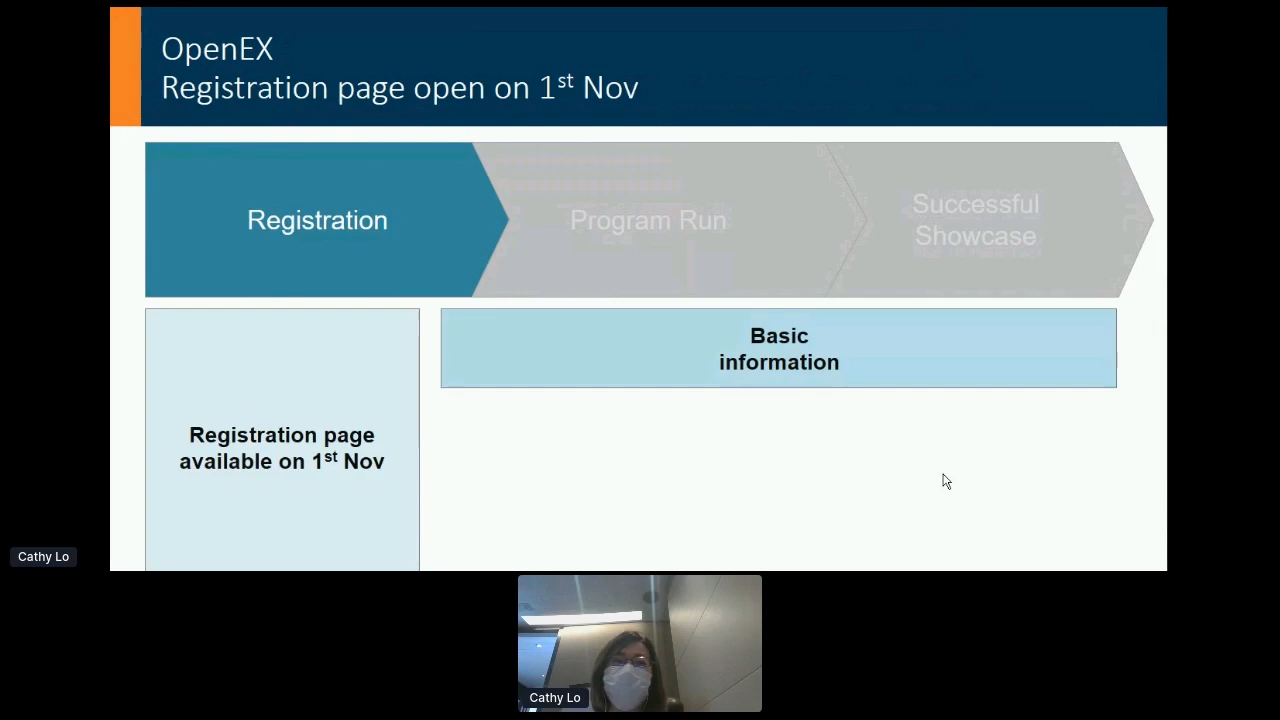 OpenEX
Registration page open on 1st Nov
Registration
Program Run
Successful
Showcase
Basic
information
Registration page
available on 1st Nov
Cathy Lo
Cathy Lo